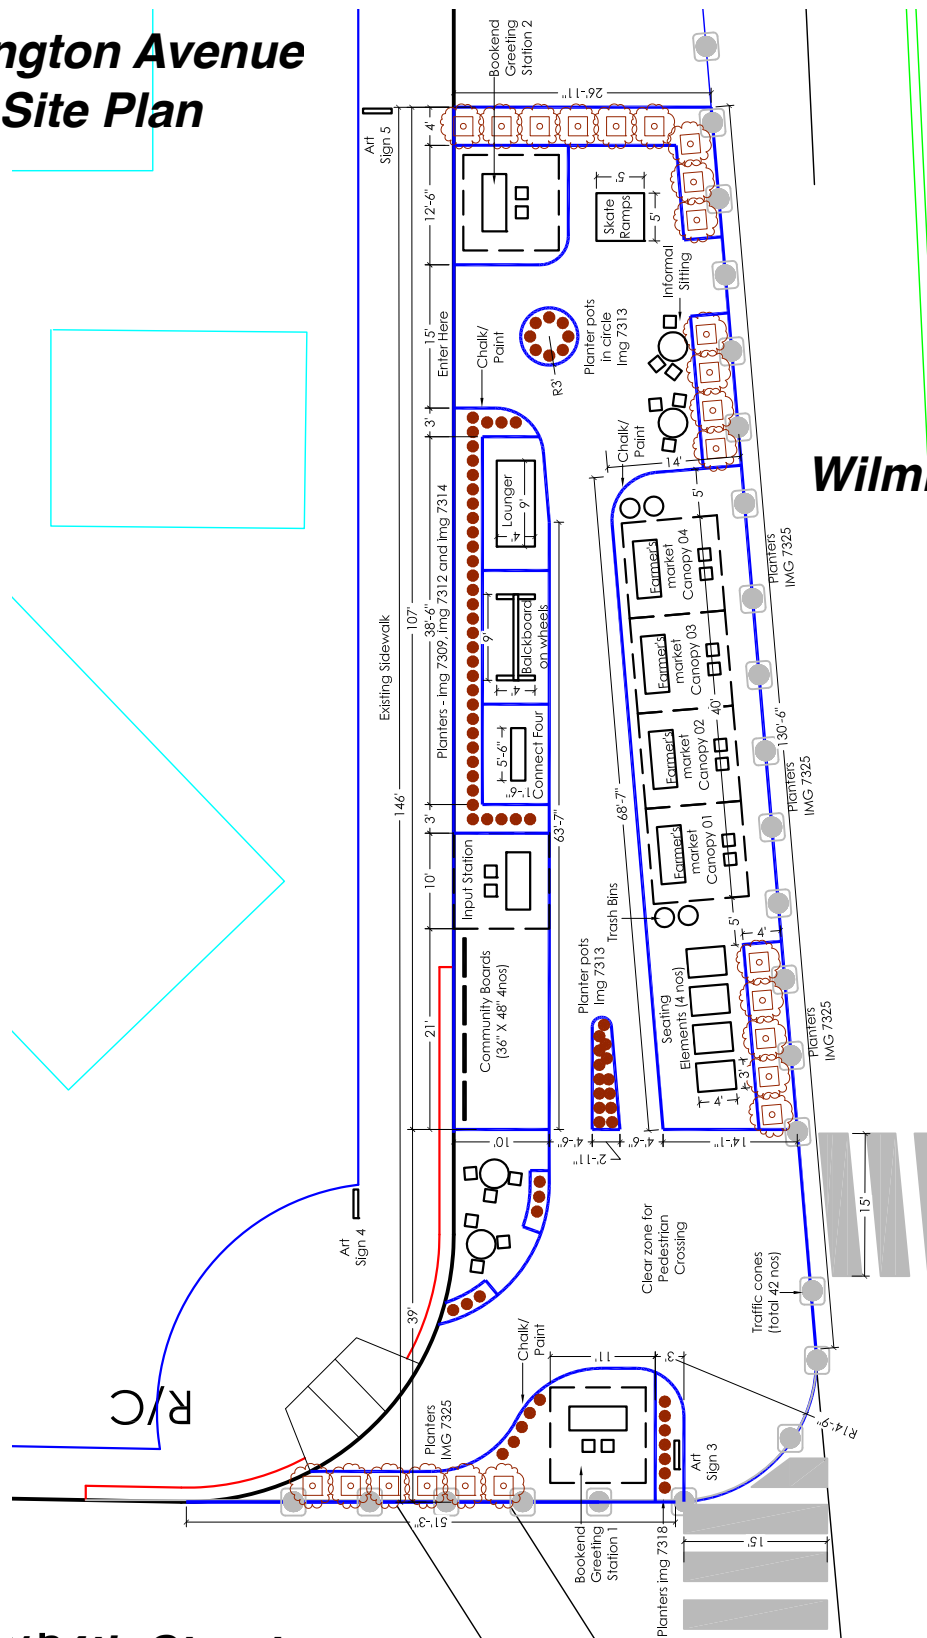 ngton Avenue
Site Plan
Wilm
Bookend
Greeting
Station 2
26'-11"
Art
Sign 5
4'
12'-6"
5'
Skate
Ramps
5'
Informal
Sitting
15'
Enter Here
Chalk/
Paint
R3'
Planter pots
in circle
Img 7313
3'
Chalk/
Paint
14'
5'
Lounger
9'
4'
Planters - img 7309, img 7312 and img 7314
38'-6"
107'
Existing Sidewalk
146'
9'
Balckboard
on wheels
4'
5'-6"
1'-6"
Connect Four
3'
63'-7"
68'-7"
Farmer's
market
Canopy 04
Farmer's
market
Canopy 03
40'
Farmer's
market
Canopy 02
Farmer's
market
Canopy 01
Planters
IMG 7325
130'-6"
Planters
IMG 7325
10'
Input Station
Trash Bins
5'
4'
21'
Community Boards
(36" X 48" 4nos)
Planter pots
Img 7313
Seating
Elements (4 nos)
3'
4'
Planters
IMG 7325
10'
4'-6"
2'-11"
4'-6"
14'-1"
15'
Art
Sign 4
39'
Clear zone for
Pedestrian
Crossing
Traffic cones
(total 42 nos)
Chalk/
Paint
11'
3'
R14'-9"
R/C
Planters
IMG 7325
Art
Sign 3
51'-3"
15'
Bookend
Greeting
Station 1
Planters img 7318